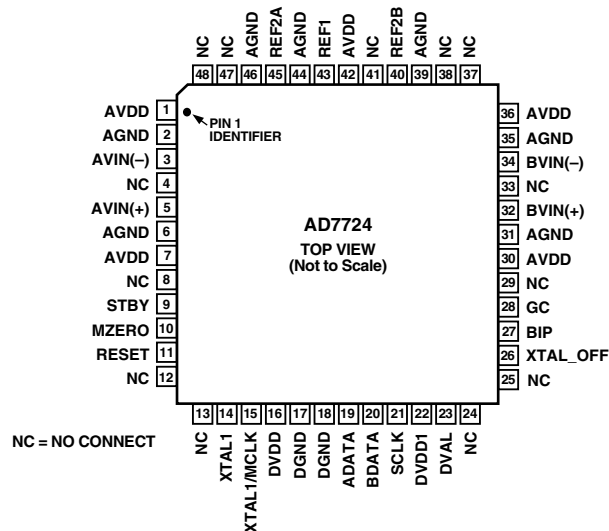 NC
NC
AGND
REF2A
AGND
REF1
AVDD
NC
REF2B
AGND
NC
NC
48 47 46 45 44 43 42 41 40 39 38 37
AVDD 1
AGND 2
AVIN(–) 3
NC 4
AVIN(+) 5
AGND 6
AVDD 7
NC 8
STBY 9
MZERO 10
RESET 11
NC 12
PIN 1
IDENTIFIER
AD7724
TOP VIEW
(Not to Scale)
36 AVDD
35 AGND
34 BVIN(–)
33 NC
32 BVIN(+)
31 AGND
30 AVDD
29 NC
28 GC
27 BIP
26 XTAL_OFF
25 NC
13 14 15 16 17 18 19 20 21 22 23 24
NC
XTAL1
XTAL1/MCLK
DVDD
DGND
DGND
ADATA
BDATA
SCLK
DVDD1
DVAL
NC
NC = NO CONNECT